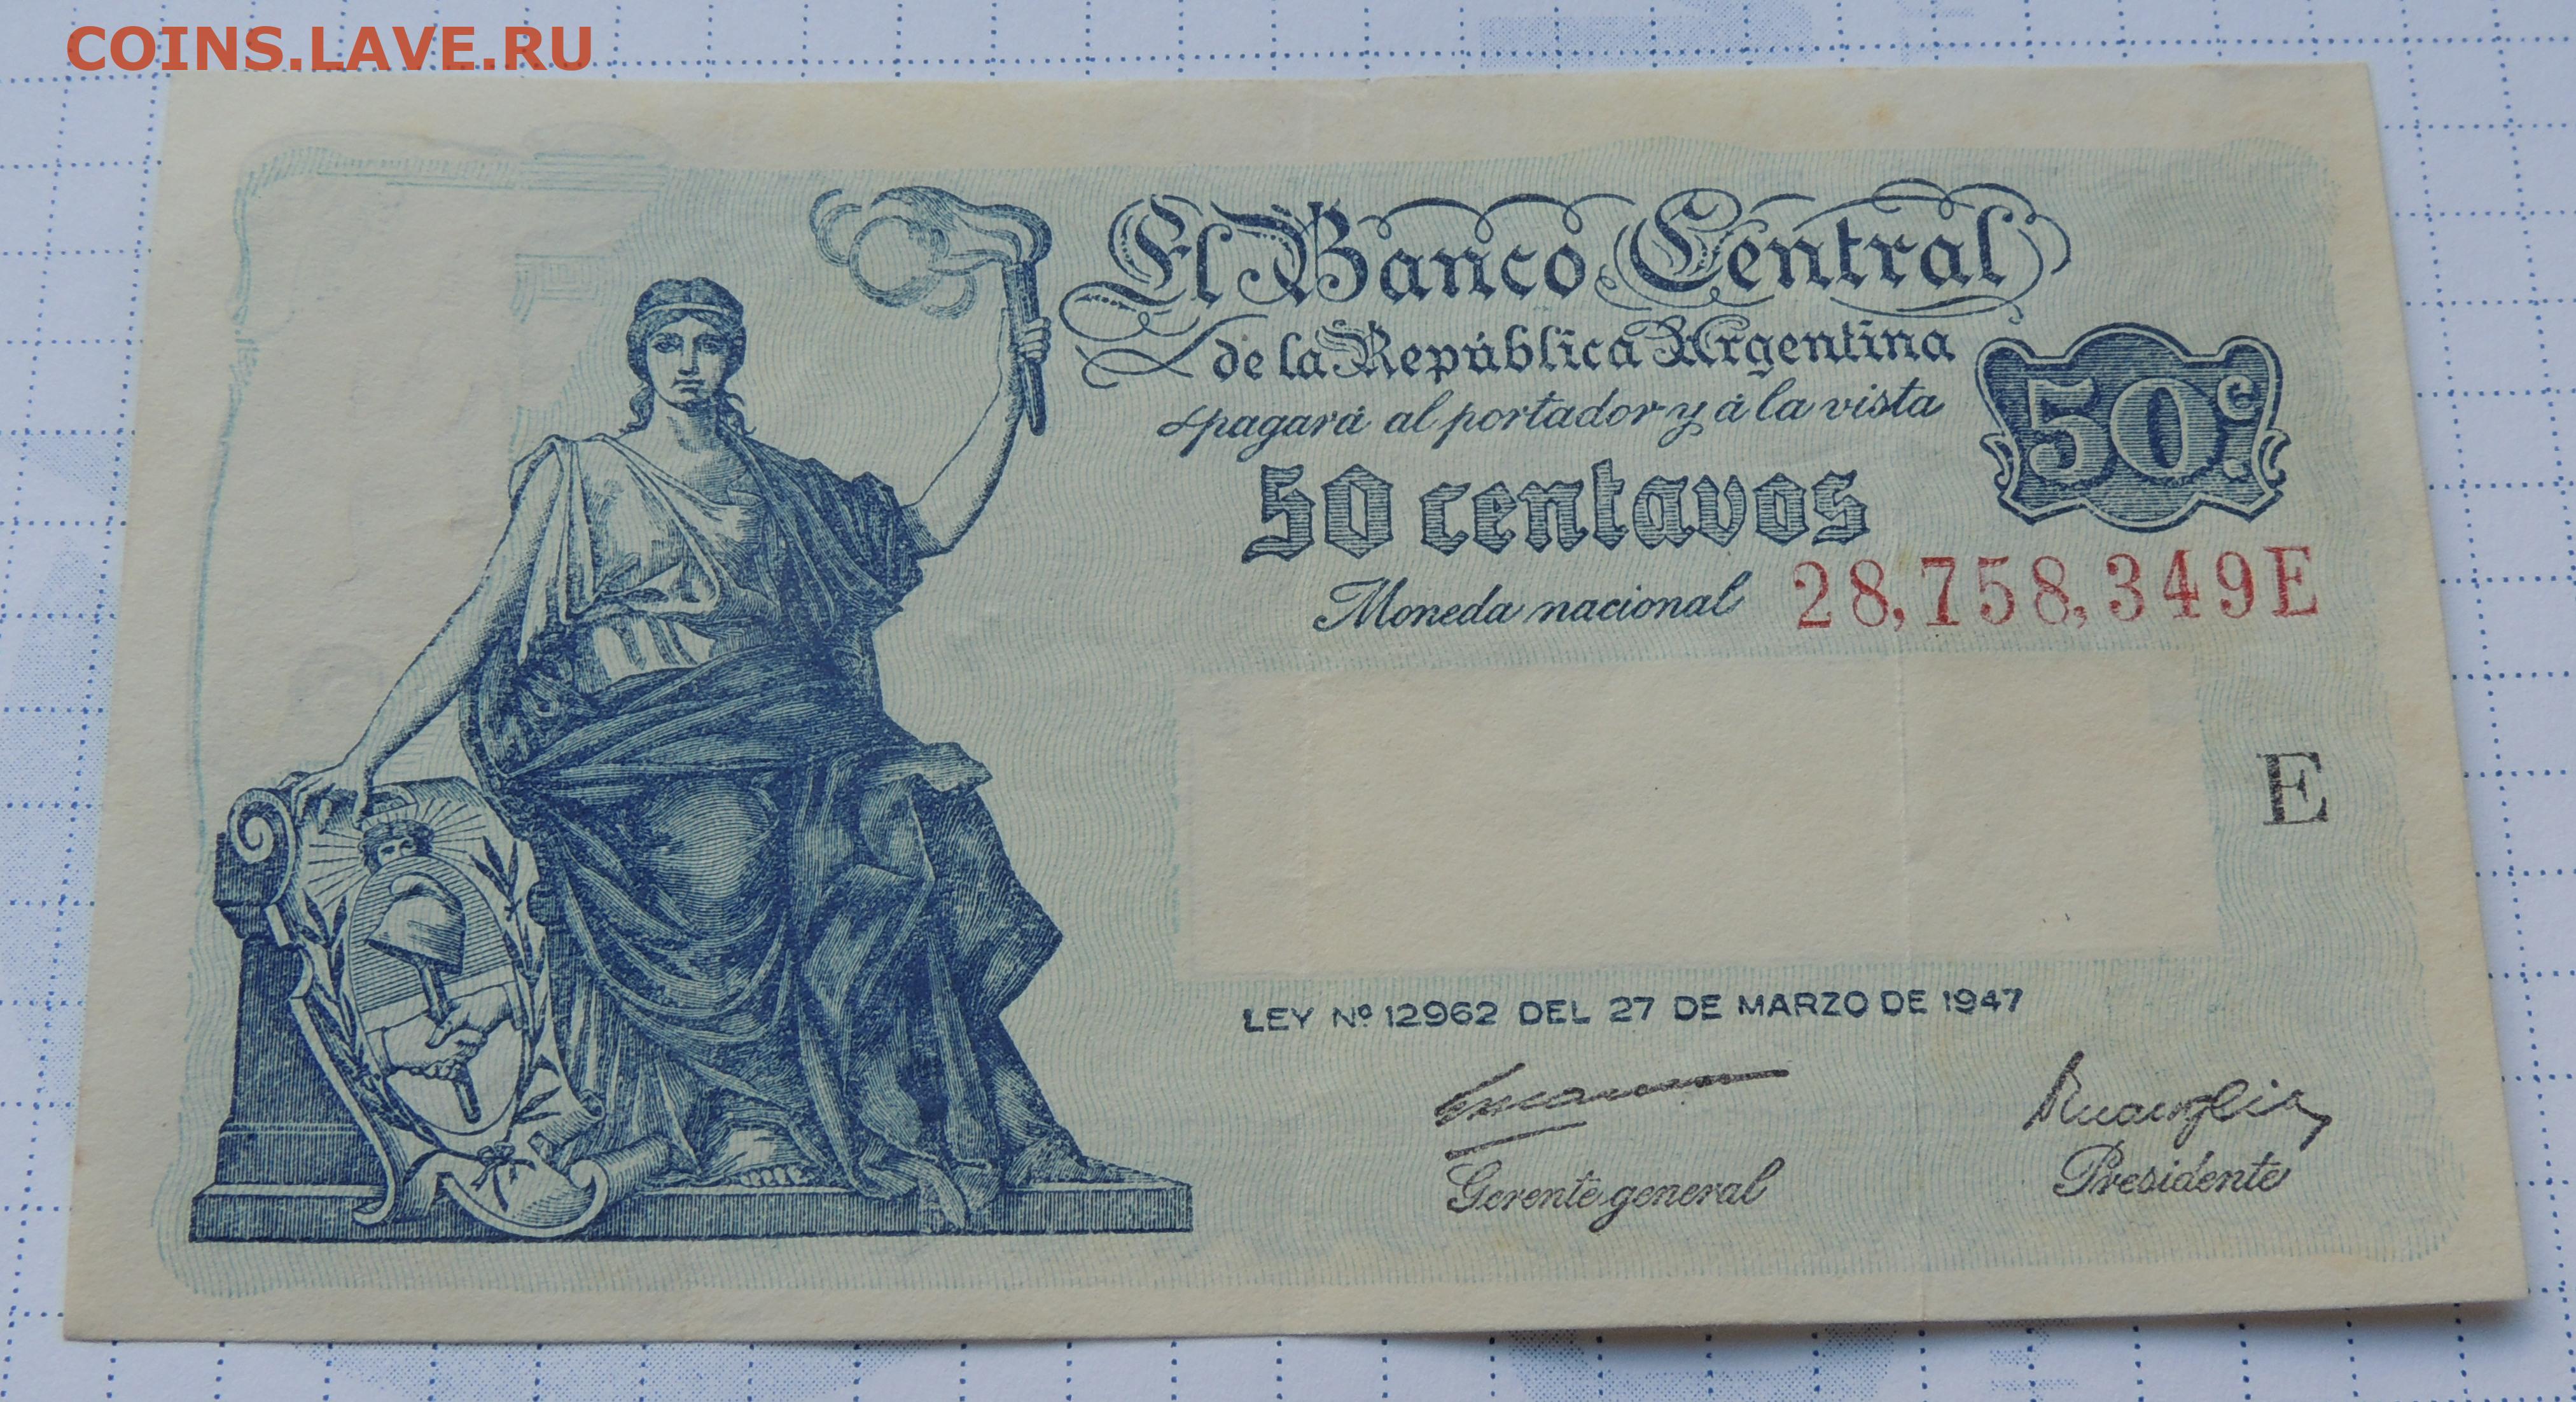 COINS.LAVE.RU
El Banco Central
de la República Argentina
pagará al portador y á la vista
50 c.
50 centavos
Moneda nacional
28,758,349E
E
LEY Nº 12962 DEL 27 DE MARZO DE 1947
Gerente general
Presidente